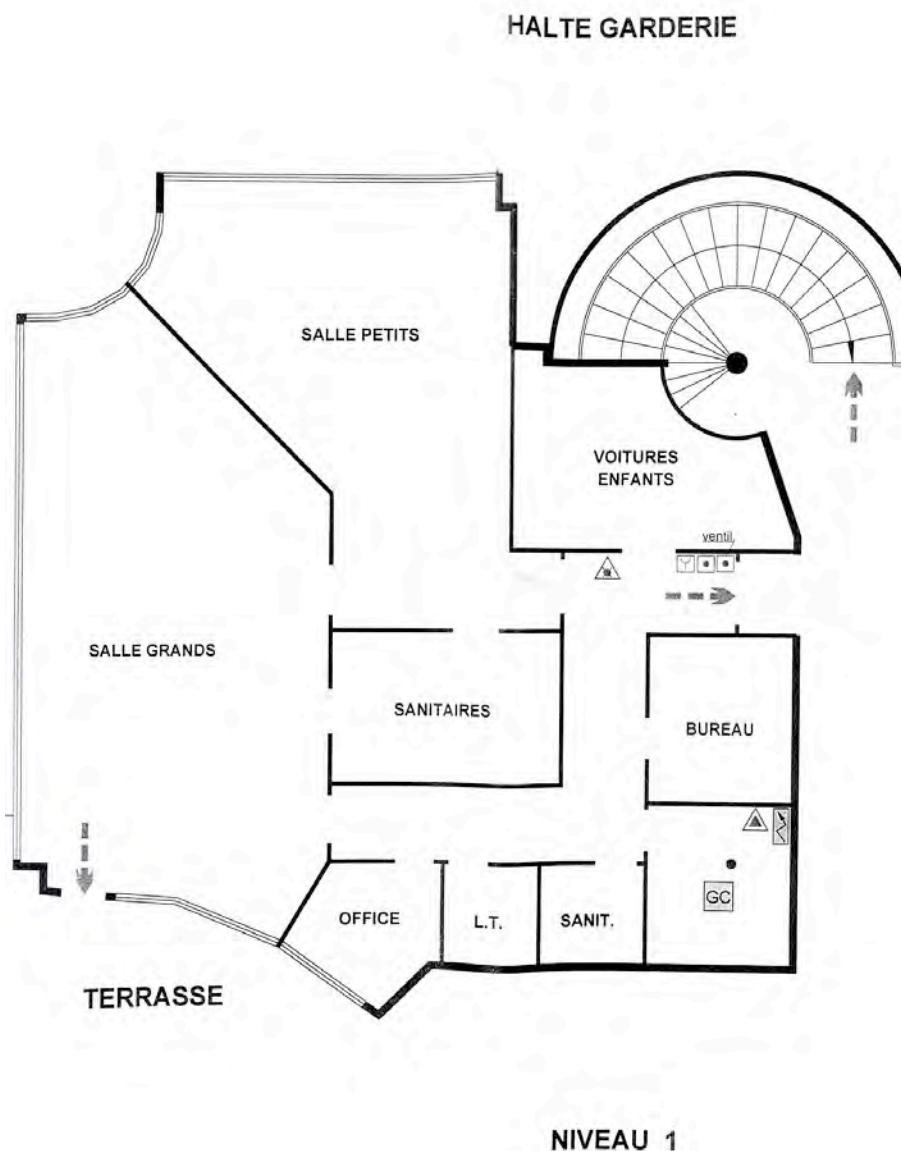 HALTE GARDERIE
SALLE PETITS
VOITURES
ENFANTS
ventil.
SALLE GRANDS
SANITAIRES
BUREAU
OFFICE
L.T.
SANIT.
GC
TERRASSE
NIVEAU 1